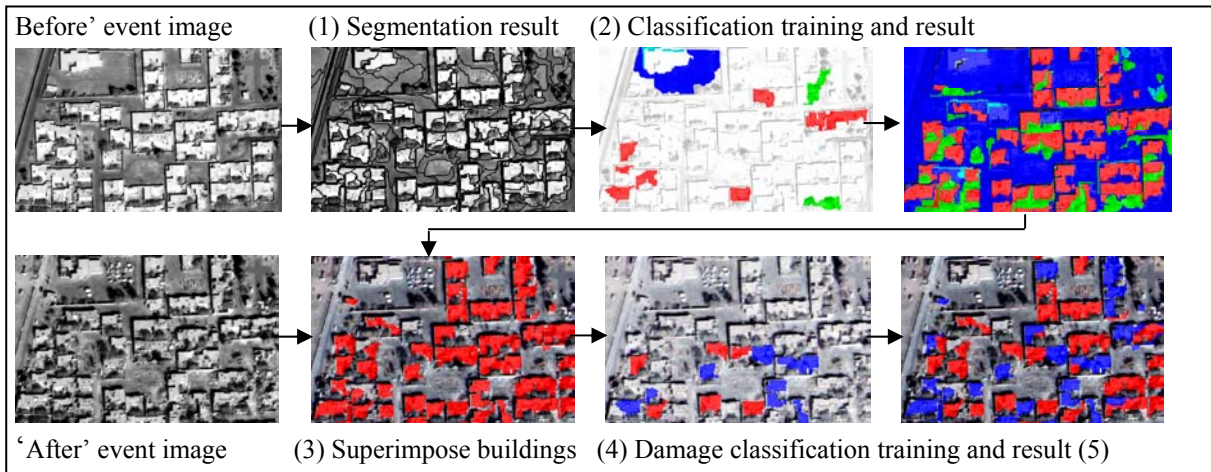 Before’ event image (1) Segmentation result (2) Classification training and result
‘After’ event image (3) Superimpose buildings (4) Damage classification training and result (5)